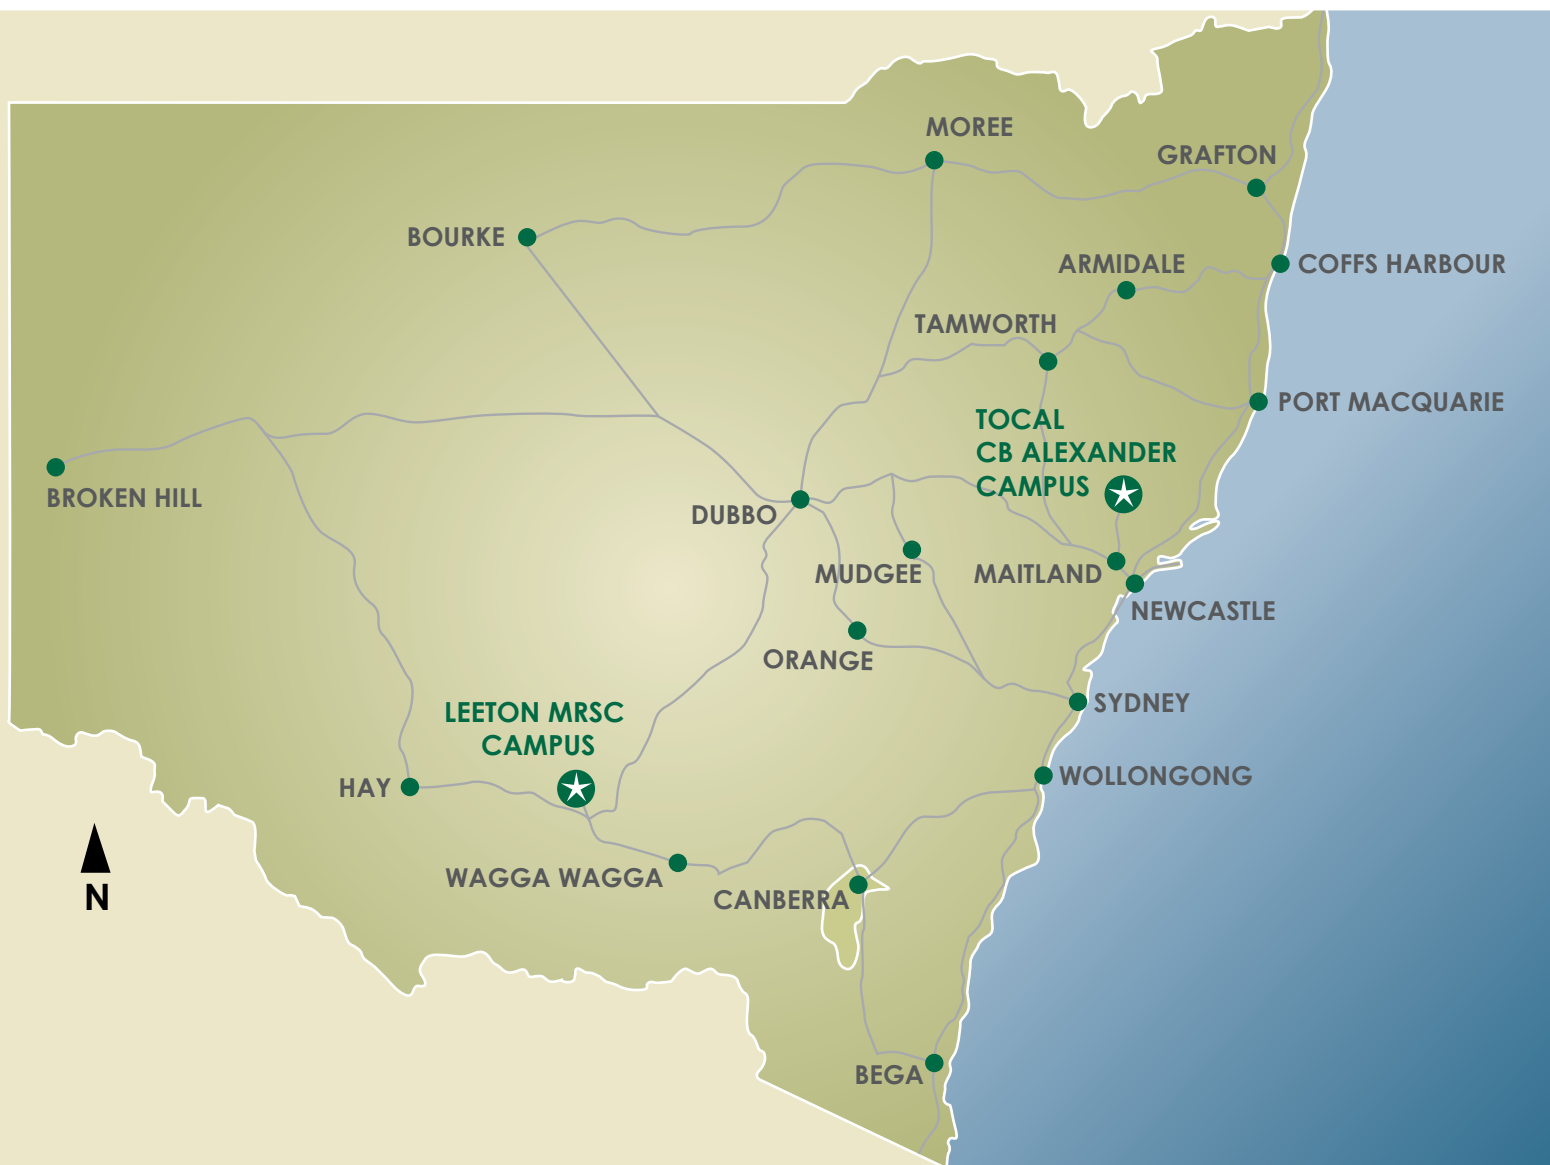 MOREE
GRAFTON
BOURKE
ARMIDALE
COFFS HARBOUR
TAMWORTH
PORT MACQUARIE
TOCAL
CB ALEXANDER
CAMPUS
BROKEN HILL
DUBBO
MUDGEE
MAITLAND
NEWCASTLE
ORANGE
SYDNEY
LEETON MRSC
CAMPUS
WOLLONGONG
HAY
WAGGA WAGGA
N
CANBERRA
BEGA